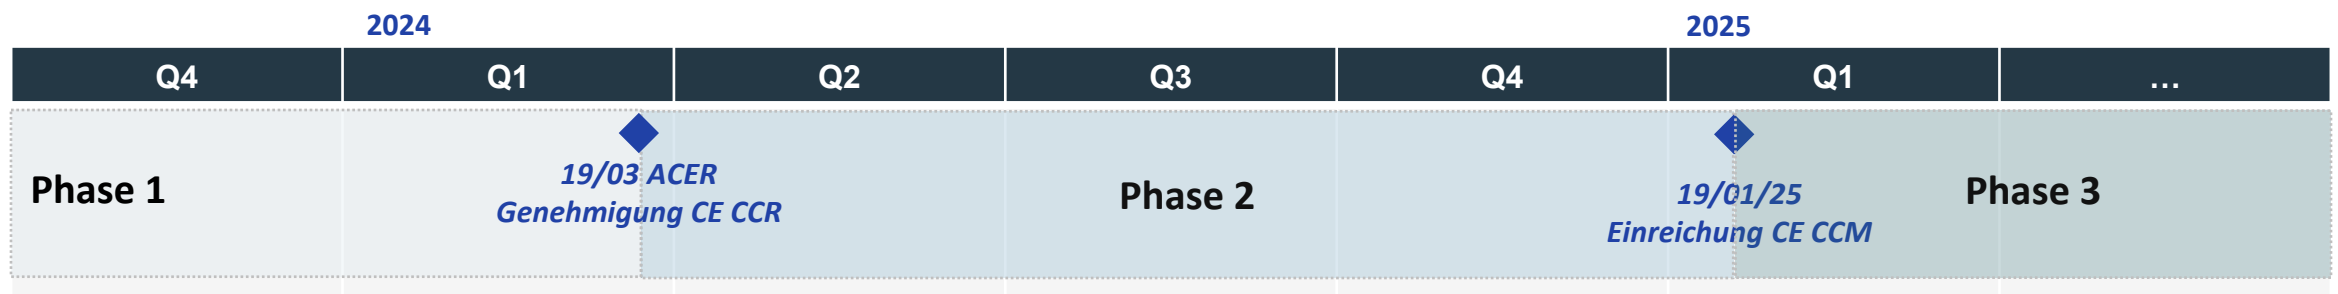 2024
2025
Q4
Q1
Q2
Q3
Q4
Q1
...
Phase 1
19/03 ACER
Genehmigung CE CCR
Phase 2
19/01/25
Einreichung CE CCM
Phase 3